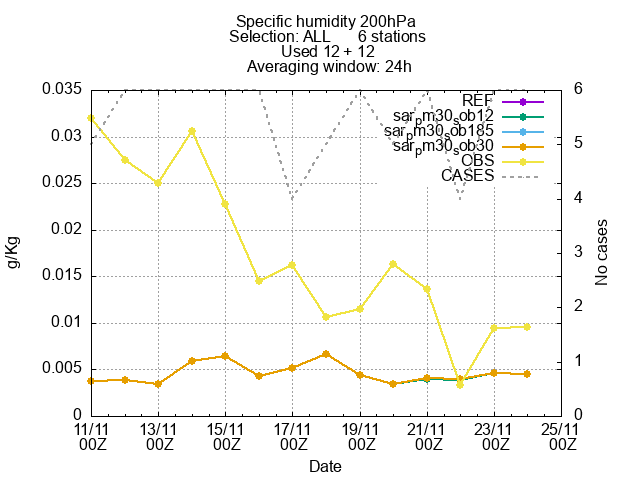 Specific humidity 200hPa
Selection: ALL 6 stations
Used 12 + 12
Averaging window: 24h
REF
sar_pm30_sob12
sar_pm30_sob185
sar_pm30_sob30
OBS
CASES
0.035
0.03
0.025
0.02
0.015
0.01
0.005
0
6
5
4
3
2
1
0
g/Kg
No cases
11/11 13/11 15/11 17/11 19/11 21/11 23/11 25/11
00Z 00Z 00Z 00Z 00Z 00Z 00Z 00Z
Date